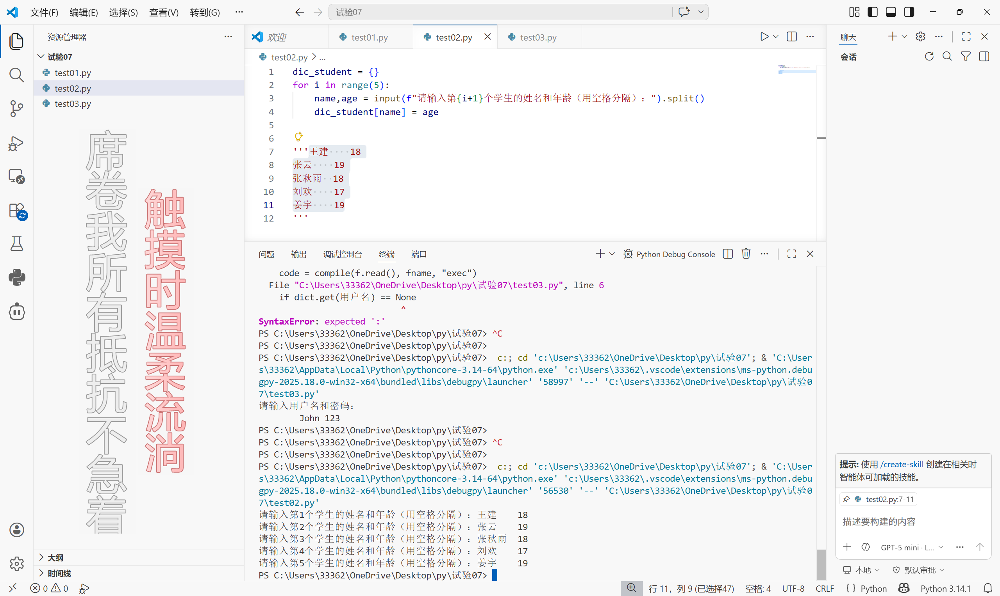 文件(F) 编辑(E) 选择(S) 查看(V) 转到(G) ···
试验07
资源管理器 ···
试验07
test01.py
test02.py
test03.py
席卷我所有抵抗不急着
触摸时温柔流淌
大纲
时间线
欢迎 test01.py test02.py test03.py
test02.py > ...
1 dic_student = {}
2 for i in range(5):
3 name,age = input(f"请输入第{i+1}个学生的姓名和年龄（用空格分隔）：").split()
4 dic_student[name] = age
5
6
7 '''王建····18
8 张云····19
9 张秋雨··18
10 刘欢····17
11 姜宇····19
12 '''
问题 输出 调试控制台 终端 端口 Python Debug Console
code = compile(f.read(), fname, "exec")
File "C:\Users\33362\OneDrive\Desktop\py\试验07\test03.py", line 6
if dict.get(用户名) == None
^
SyntaxError: expected ':'
PS C:\Users\33362\OneDrive\Desktop\py\试验07> ^C
PS C:\Users\33362\OneDrive\Desktop\py\试验07>
PS C:\Users\33362\OneDrive\Desktop\py\试验07>  c:; cd 'c:\Users\33362\OneDrive\Desktop\py\试验07'; & 'C:\User
s\33362\AppData\Local\Python\pythoncore-3.14-64\python.exe' 'c:\Users\33362\.vscode\extensions\ms-python.debu
gpy-2025.18.0-win32-x64\bundled\libs\debugpy\launcher' '58997' '--' 'C:\Users\33362\OneDrive\Desktop\py\试验0
7\test03.py'
请输入用户名和密码：
John 123
PS C:\Users\33362\OneDrive\Desktop\py\试验07>
PS C:\Users\33362\OneDrive\Desktop\py\试验07> ^C
PS C:\Users\33362\OneDrive\Desktop\py\试验07>
PS C:\Users\33362\OneDrive\Desktop\py\试验07>  c:; cd 'c:\Users\33362\OneDrive\Desktop\py\试验07'; & 'C:\User
s\33362\AppData\Local\Python\pythoncore-3.14-64\python.exe' 'c:\Users\33362\.vscode\extensions\ms-python.debu
gpy-2025.18.0-win32-x64\bundled\libs\debugpy\launcher' '56530' '--' 'C:\Users\33362\OneDrive\Desktop\py\试验0
7\test02.py'
请输入第1个学生的姓名和年龄（用空格分隔）：王建    18
请输入第2个学生的姓名和年龄（用空格分隔）：张云    19
请输入第3个学生的姓名和年龄（用空格分隔）：张秋雨  18
请输入第4个学生的姓名和年龄（用空格分隔）：刘欢    17
请输入第5个学生的姓名和年龄（用空格分隔）：姜宇    19
PS C:\Users\33362\OneDrive\Desktop\py\试验07>
聊天
会话
提示: 使用 /create-skill 创建在相关时
智能体可加载的技能。
test02.py:7-11
描述要构建的内容
GPT-5 mini · L... ···
本地 默认审批
0 0 行 11，列 9 (已选择47) 空格: 4 UTF-8 CRLF {} Python Python 3.14.1